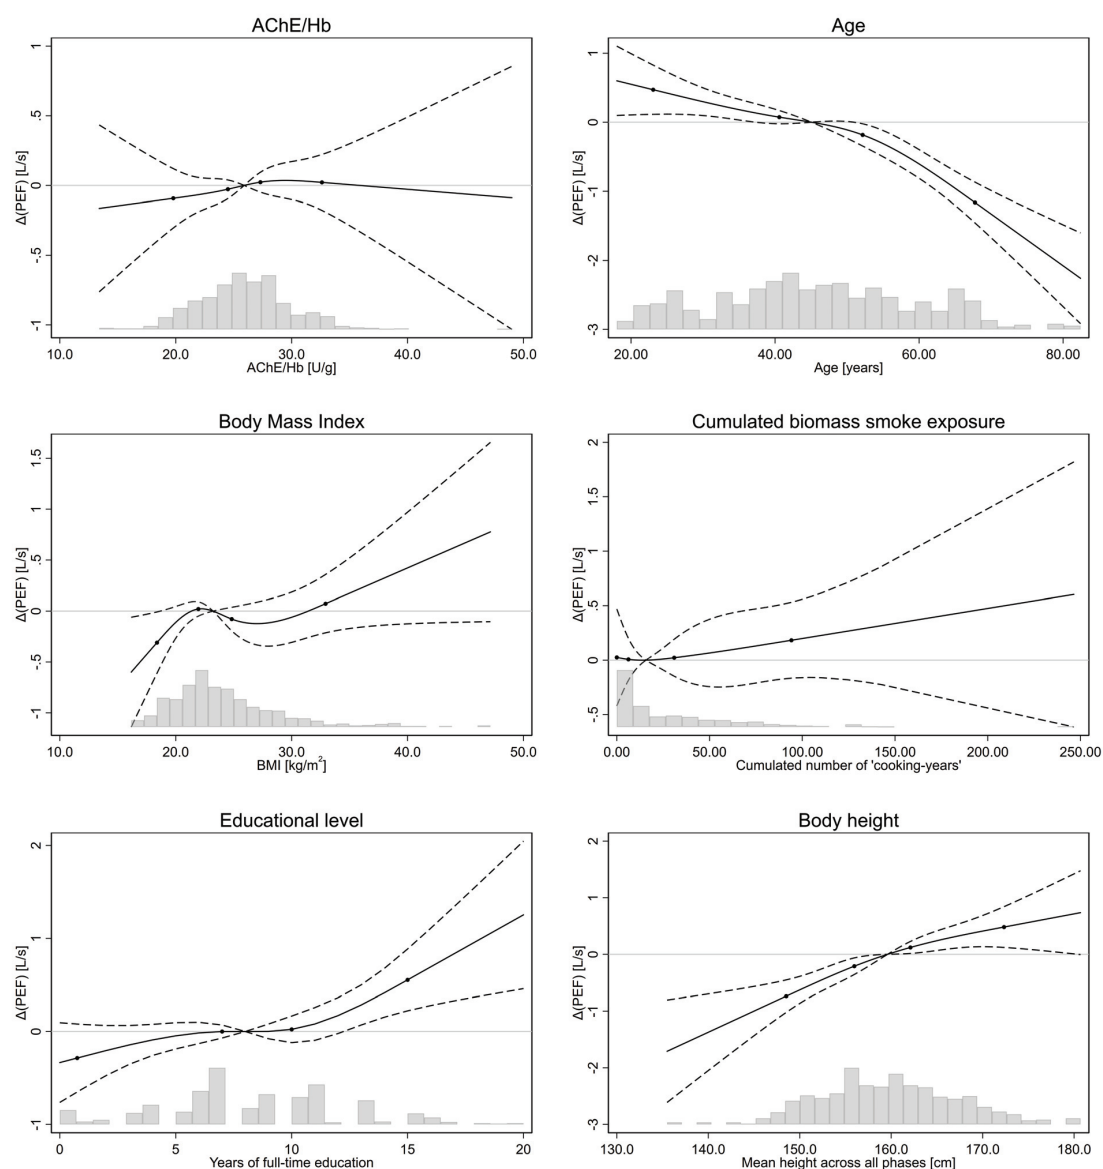 AChE/Hb
Δ(PEF) [L/s]
1
.5
0
-.5
-1
10.0 20.0 30.0 40.0 50.0
AChE/Hb [U/g]
Age
Δ(PEF) [L/s]
1
0
-1
-2
-3
20.00 40.00 60.00 80.00
Age [years]
Body Mass Index
Δ(PEF) [L/s]
1.5
1
.5
0
-.5
-1
10.0 20.0 30.0 40.0 50.0
BMI [kg/m²]
Cumulated biomass smoke exposure
Δ(PEF) [L/s]
2
1.5
1
.5
0
-.5
0.00 50.00 100.00 150.00 200.00 250.00
Cumulated number of 'cooking-years'
Educational level
Δ(PEF) [L/s]
2
1
0
-1
0 5 10 15 20
Years of full-time education
Body height
Δ(PEF) [L/s]
2
1
0
-1
-2
-3
130.0 140.0 150.0 160.0 170.0 180.0
Mean height across all phases [cm]